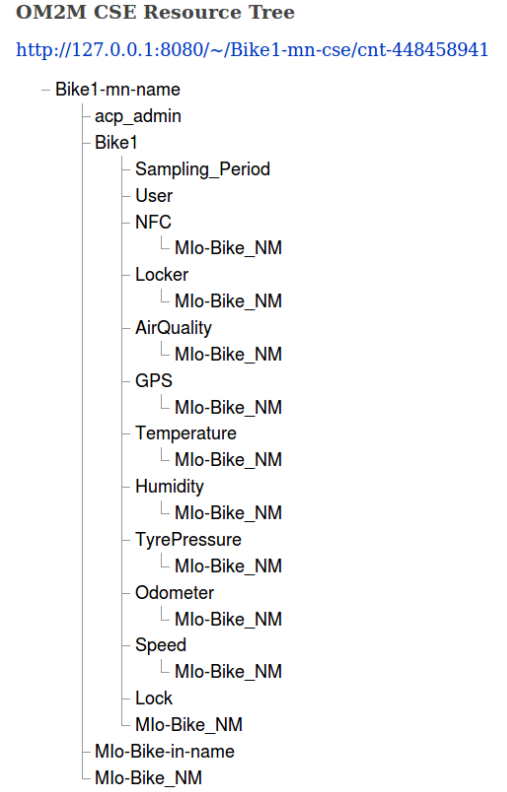 OM2M CSE Resource Tree
http://127.0.0.1:8080/~/Bike1-mn-cse/cnt-448458941
Bike1-mn-name
acp_admin
Bike1
Sampling_Period
User
NFC
MIo-Bike_NM
Locker
MIo-Bike_NM
AirQuality
MIo-Bike_NM
GPS
MIo-Bike_NM
Temperature
MIo-Bike_NM
Humidity
MIo-Bike_NM
TyrePressure
MIo-Bike_NM
Odometer
MIo-Bike_NM
Speed
MIo-Bike_NM
Lock
MIo-Bike_NM
MIo-Bike-in-name
MIo-Bike_NM